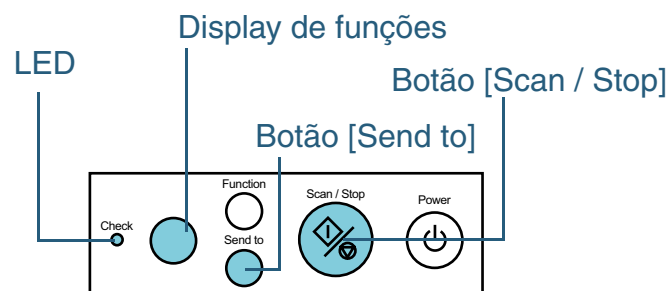 Display de funções
LED
Botão [Scan / Stop]
Botão [Send to]
Function
Scan / Stop
Power
Check
Send to